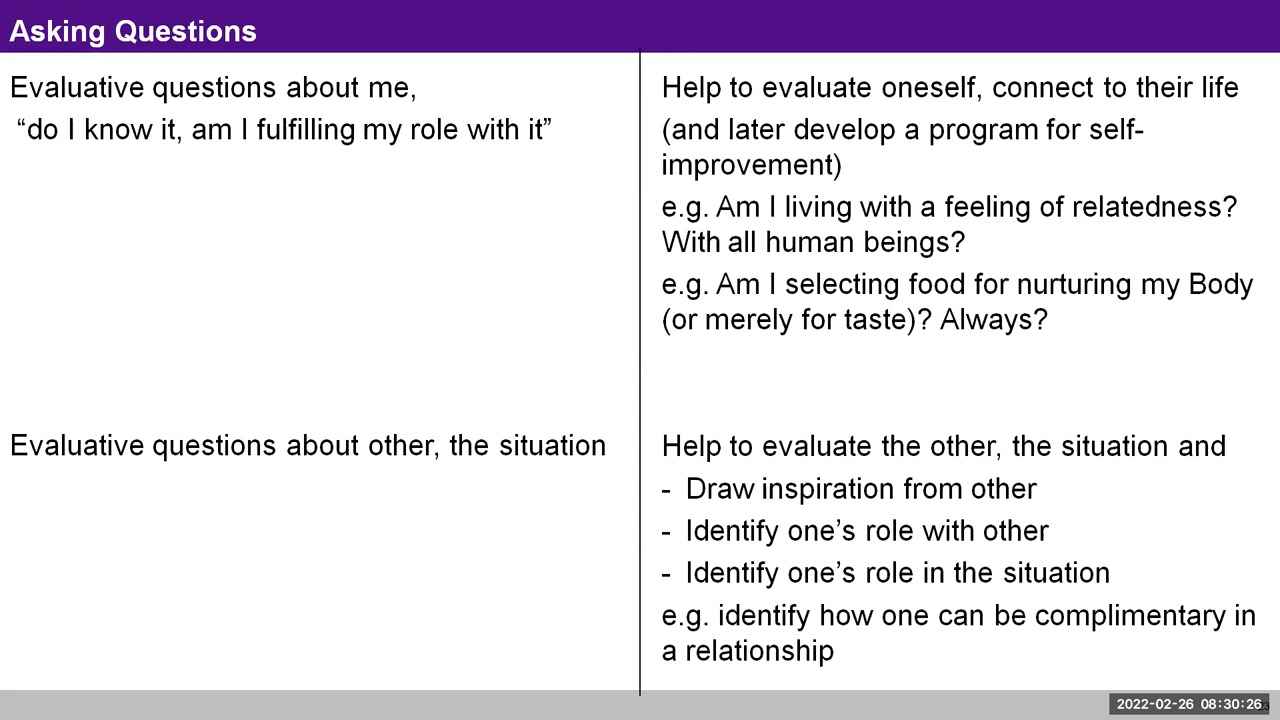 Asking Questions
Evaluative questions about me,
“do I know it, am I fulfilling my role with it”
Help to evaluate oneself, connect to their life
(and later develop a program for self-
improvement)
e.g. Am I living with a feeling of relatedness?
With all human beings?
e.g. Am I selecting food for nurturing my Body
(or merely for taste)? Always?
Evaluative questions about other, the situation
Help to evaluate the other, the situation and
- Draw inspiration from other
- Identify one’s role with other
- Identify one’s role in the situation
e.g. identify how one can be complimentary in
a relationship
2022-02-26 08:30:26